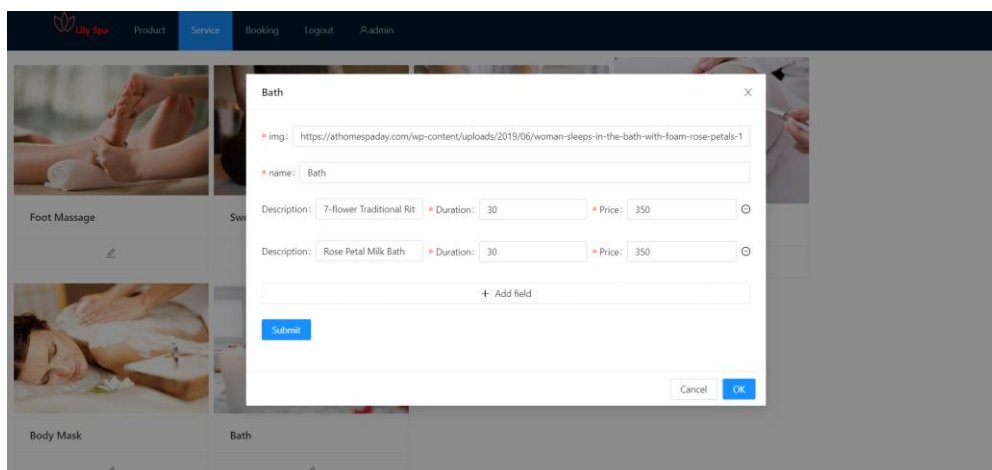 Lily Spa Product Service Booking Logout admin
Bath
* img: https://athomespaday.com/wp-content/uploads/2019/06/woman-sleeps-in-the-bath-with-foam-rose-petals-1
* name: Bath
Description: 7-flower Traditional Rit * Duration: 30 * Price: 350
Foot Massage Swe
Description: Rose Petal Milk Bath * Duration: 30 * Price: 350
+ Add field
Submit
Cancel OK
Body Mask Bath